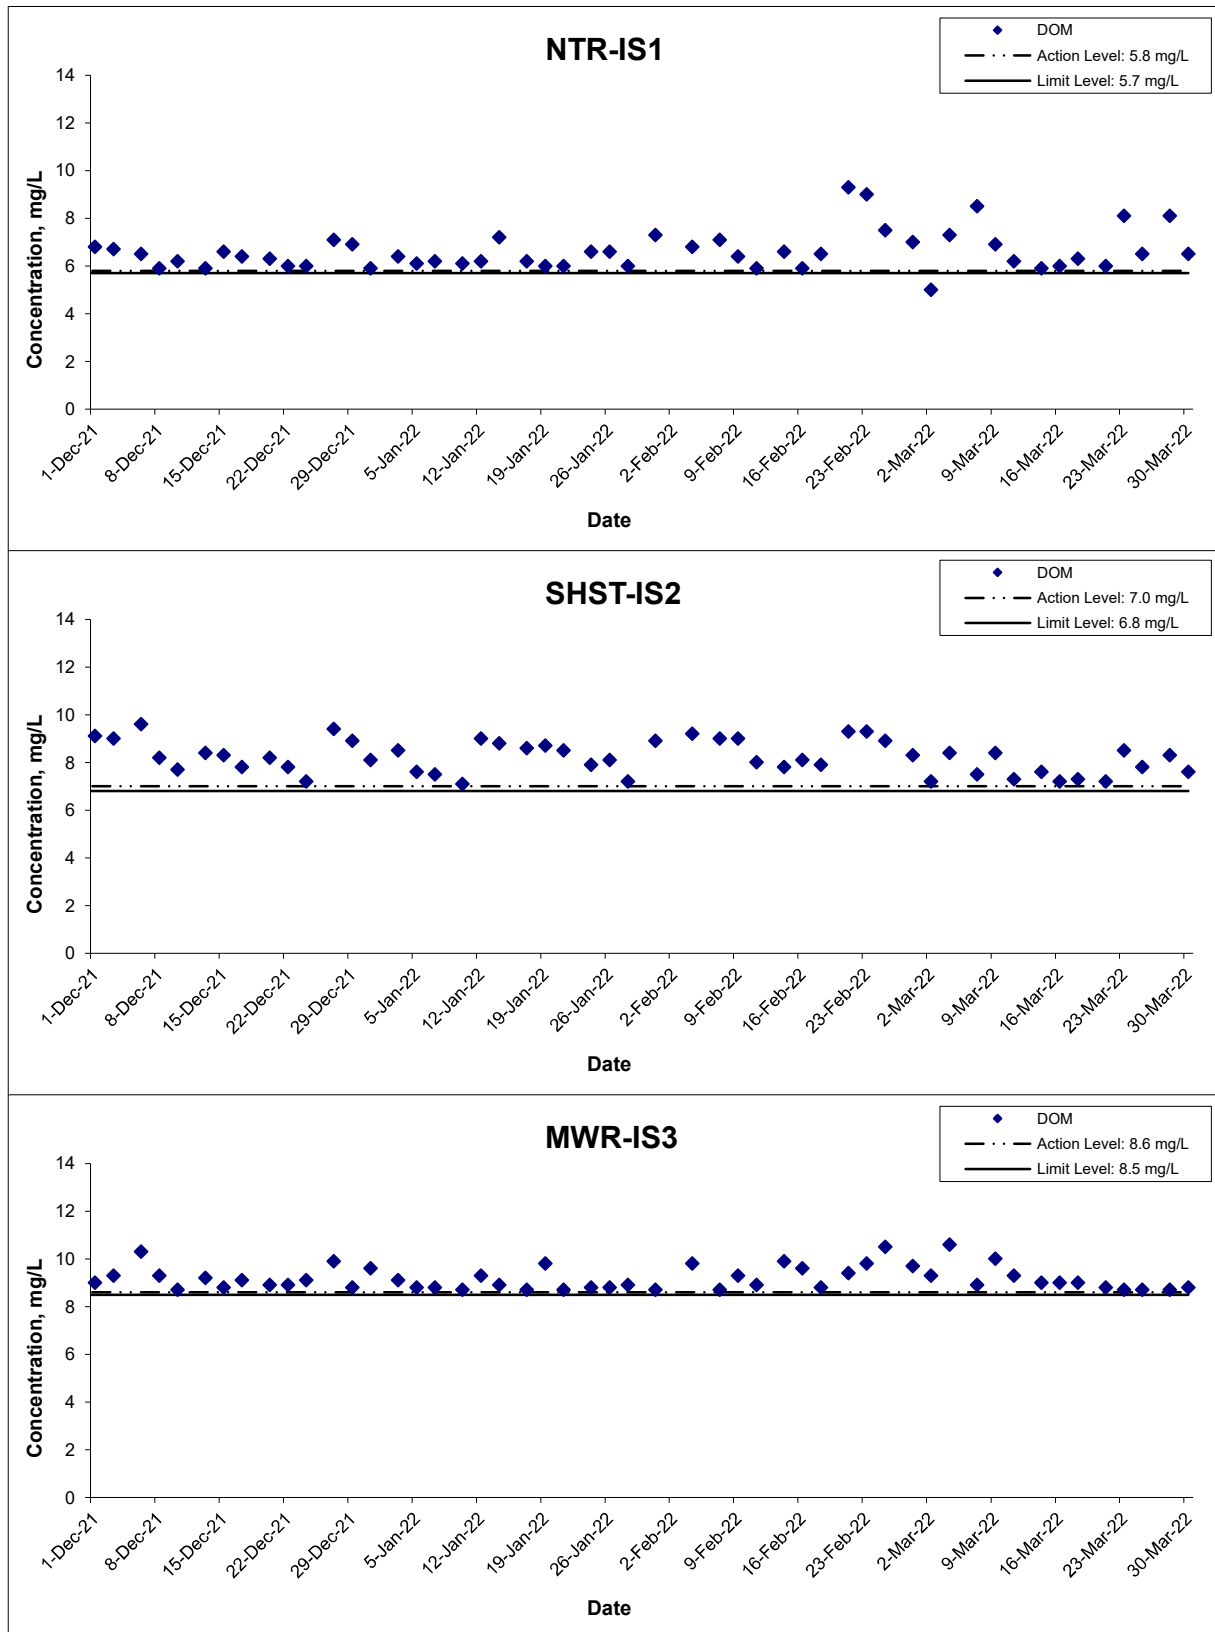 NTR-IS1
DOM
Action Level: 5.8 mg/L
Limit Level: 5.7 mg/L
Concentration, mg/L
14
12
10
8
6
4
2
0
1-Dec-21
8-Dec-21
15-Dec-21
22-Dec-21
29-Dec-21
5-Jan-22
12-Jan-22
19-Jan-22
26-Jan-22
2-Feb-22
9-Feb-22
16-Feb-22
23-Feb-22
2-Mar-22
9-Mar-22
16-Mar-22
23-Mar-22
30-Mar-22
Date
SHST-IS2
DOM
Action Level: 7.0 mg/L
Limit Level: 6.8 mg/L
Concentration, mg/L
14
12
10
8
6
4
2
0
1-Dec-21
8-Dec-21
15-Dec-21
22-Dec-21
29-Dec-21
5-Jan-22
12-Jan-22
19-Jan-22
26-Jan-22
2-Feb-22
9-Feb-22
16-Feb-22
23-Feb-22
2-Mar-22
9-Mar-22
16-Mar-22
23-Mar-22
30-Mar-22
Date
MWR-IS3
DOM
Action Level: 8.6 mg/L
Limit Level: 8.5 mg/L
Concentration, mg/L
14
12
10
8
6
4
2
0
1-Dec-21
8-Dec-21
15-Dec-21
22-Dec-21
29-Dec-21
5-Jan-22
12-Jan-22
19-Jan-22
26-Jan-22
2-Feb-22
9-Feb-22
16-Feb-22
23-Feb-22
2-Mar-22
9-Mar-22
16-Mar-22
23-Mar-22
30-Mar-22
Date